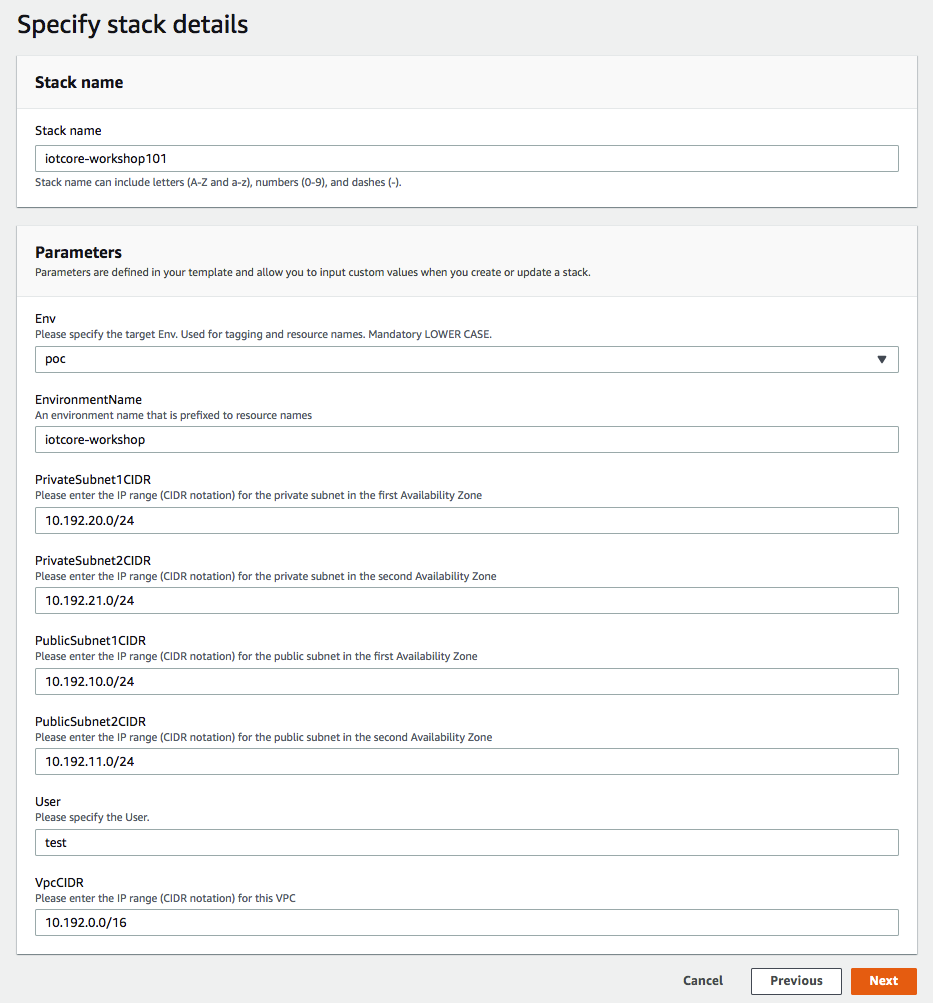 Specify stack details
Stack name
Stack name
iotcore-workshop101
Stack name can include letters (A-Z and a-z), numbers (0-9), and dashes (-).
Parameters
Parameters are defined in your template and allow you to input custom values when you create or update a stack.
Env
Please specify the target Env. Used for tagging and resource names. Mandatory LOWER CASE.
poc
EnvironmentName
An environment name that is prefixed to resource names
iotcore-workshop
PrivateSubnet1CIDR
Please enter the IP range (CIDR notation) for the private subnet in the first Availability Zone
10.192.20.0/24
PrivateSubnet2CIDR
Please enter the IP range (CIDR notation) for the private subnet in the second Availability Zone
10.192.21.0/24
PublicSubnet1CIDR
Please enter the IP range (CIDR notation) for the public subnet in the first Availability Zone
10.192.10.0/24
PublicSubnet2CIDR
Please enter the IP range (CIDR notation) for the public subnet in the second Availability Zone
10.192.11.0/24
User
Please specify the User.
test
VpcCIDR
Please enter the IP range (CIDR notation) for this VPC
10.192.0.0/16
Cancel Previous Next